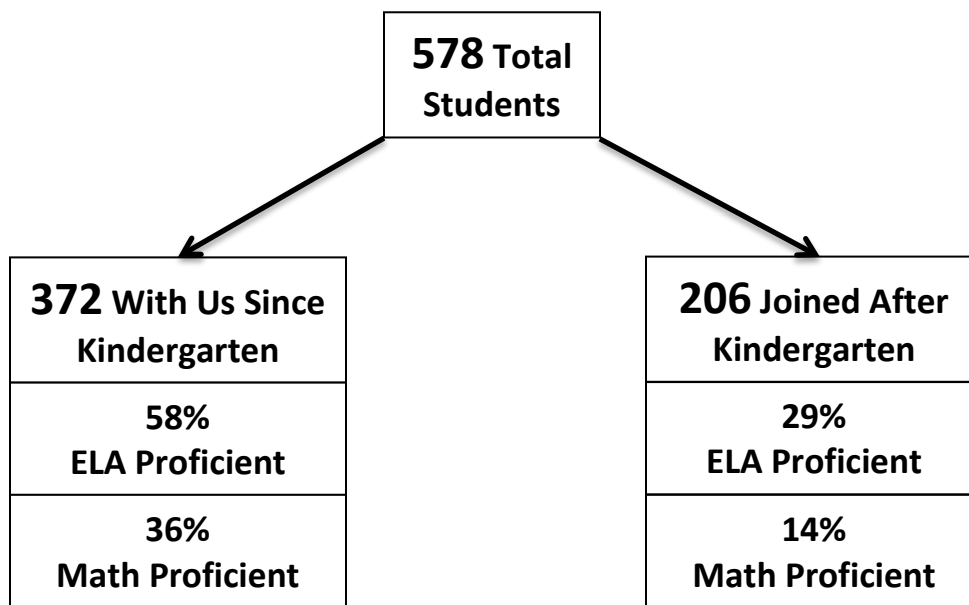 578 Total
Students
372 With Us Since
Kindergarten
58%
ELA Proficient
36%
Math Proficient
206 Joined After
Kindergarten
29%
ELA Proficient
14%
Math Proficient